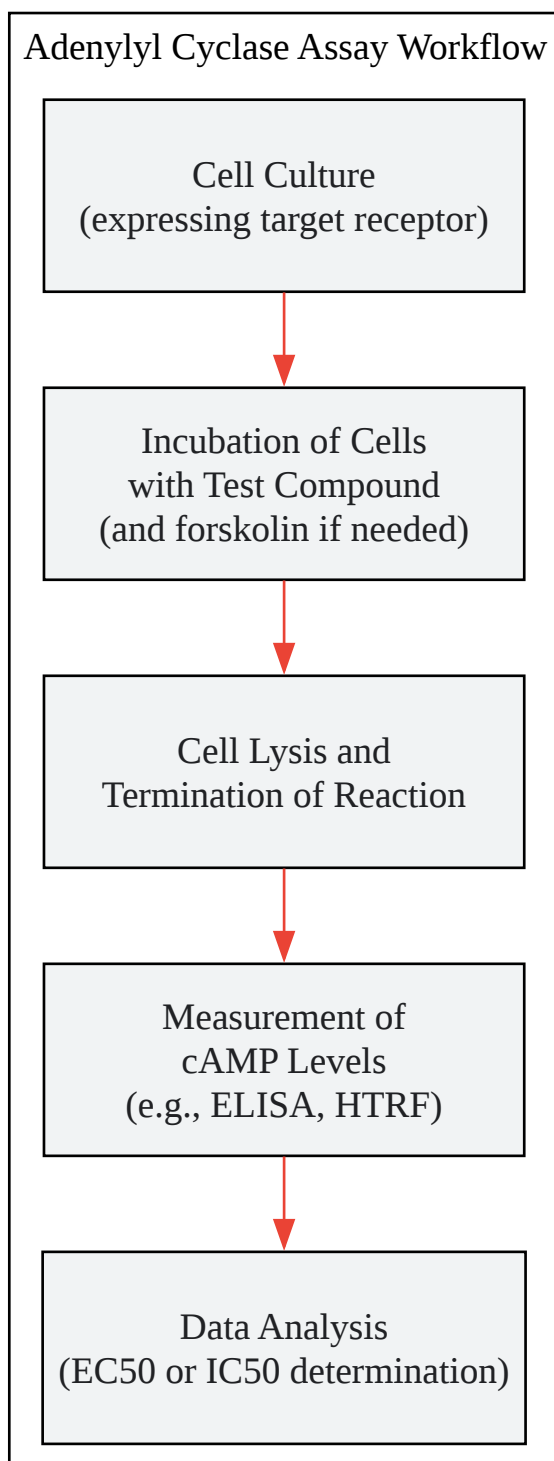 Adenylyl Cyclase Assay Workflow
Cell Culture
(expressing target receptor)
Incubation of Cells
with Test Compound
(and forskolin if needed)
Cell Lysis and
Termination of Reaction
Measurement of
cAMP Levels
(e.g., ELISA, HTRF)
Data Analysis
(EC50 or IC50 determination)